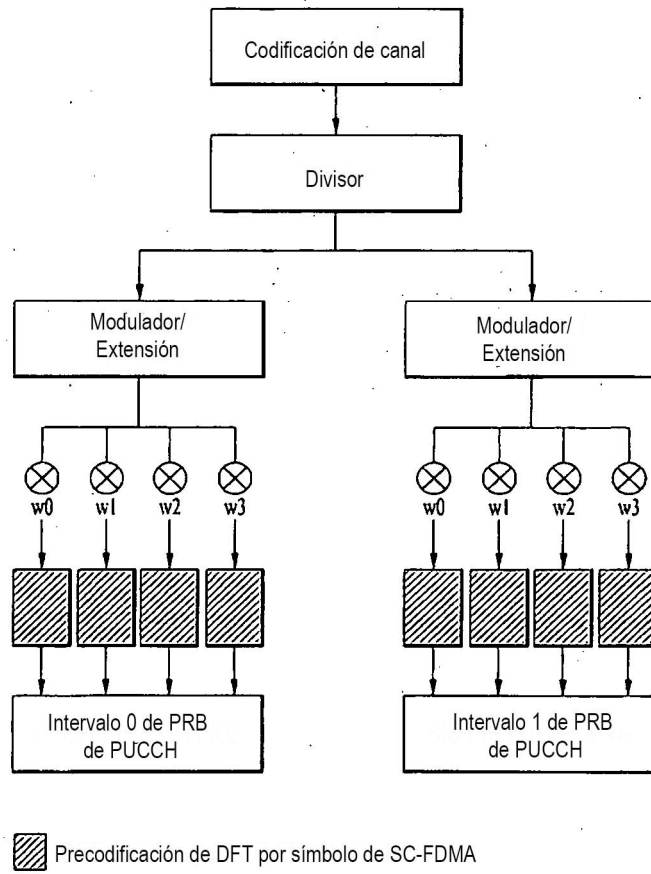 Codificación de canal
Divisor
Modulador/
Extensión
Modulador/
Extensión
w0 w1 w2 w3
w0 w1 w2 w3
Intervalo 0 de PRB
de PUCCH
Intervalo 1 de PRB
de PUCCH
Precodificación de DFT por símbolo de SC-FDMA